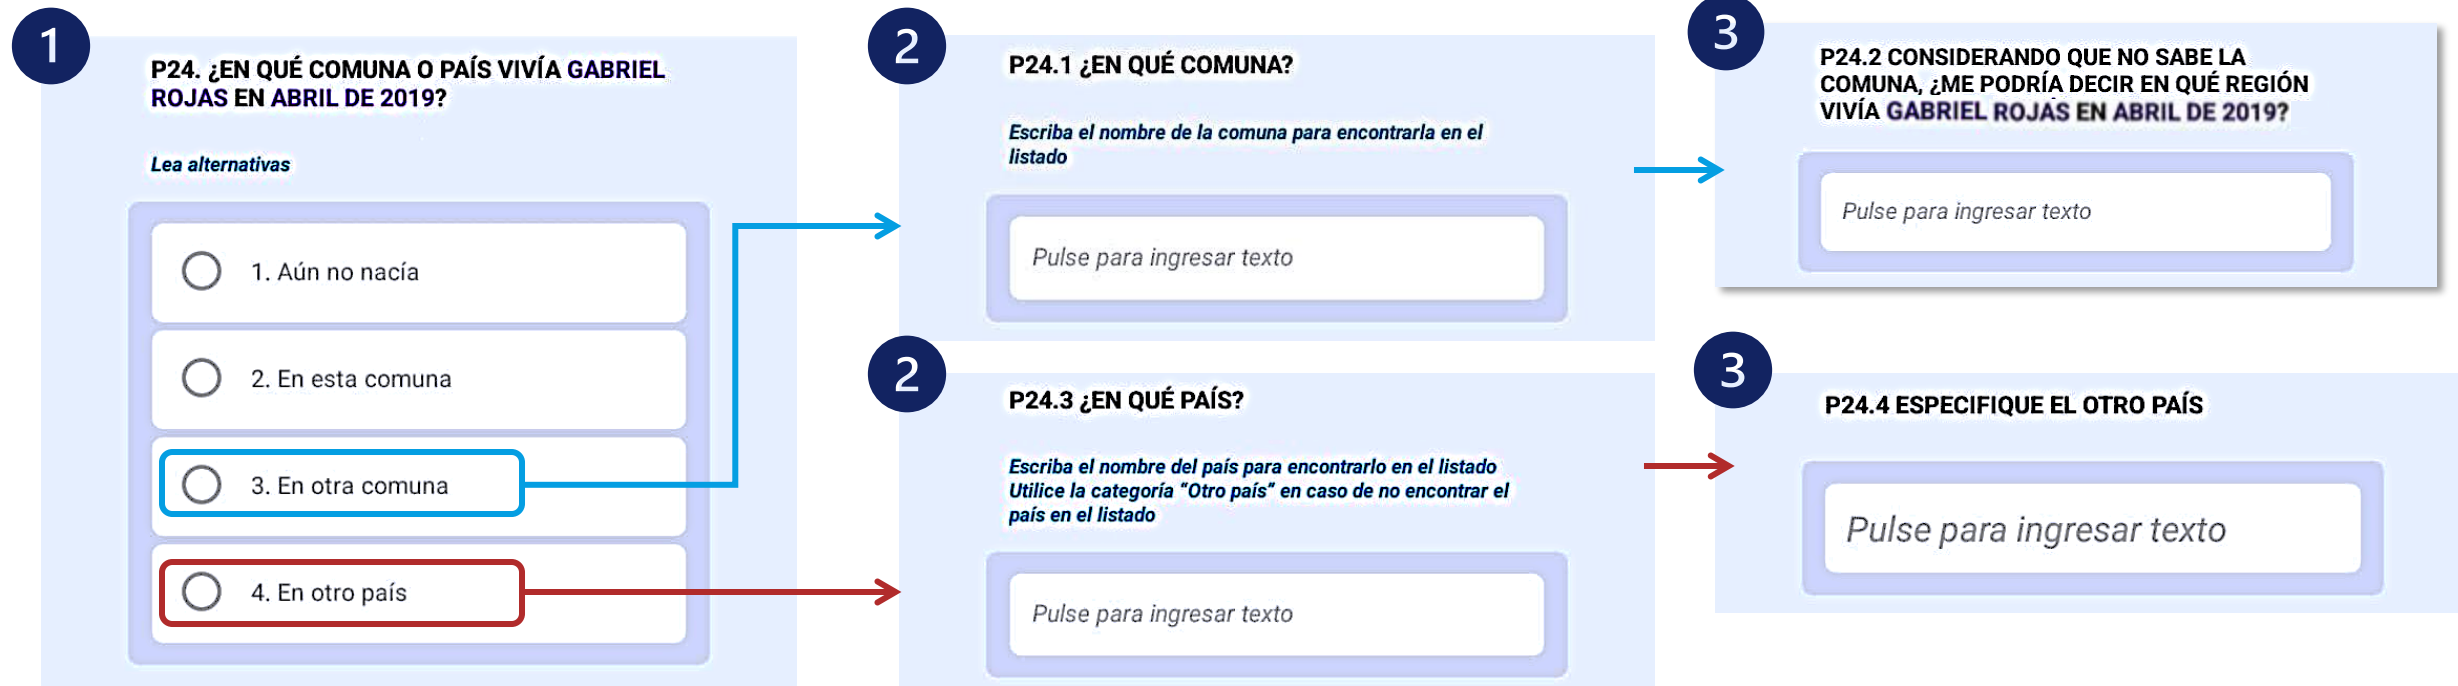 1
P24. ¿EN QUÉ COMUNA O PAÍS VIVÍA GABRIEL
ROJAS EN ABRIL DE 2019?
Lea alternativas
1. Aún no nacía
2. En esta comuna
3. En otra comuna
4. En otro país
2
P24.1 ¿EN QUÉ COMUNA?
Escriba el nombre de la comuna para encontrarla en el
listado
Pulse para ingresar texto
3
P24.2 CONSIDERANDO QUE NO SABE LA
COMUNA, ¿ME PODRÍA DECIR EN QUÉ REGIÓN
VIVÍA GABRIEL ROJAS EN ABRIL DE 2019?
Pulse para ingresar texto
2
P24.3 ¿EN QUÉ PAÍS?
Escriba el nombre del país para encontrarlo en el listado
Utilice la categoría “Otro país” en caso de no encontrar el
país en el listado
Pulse para ingresar texto
3
P24.4 ESPECIFIQUE EL OTRO PAÍS
Pulse para ingresar texto